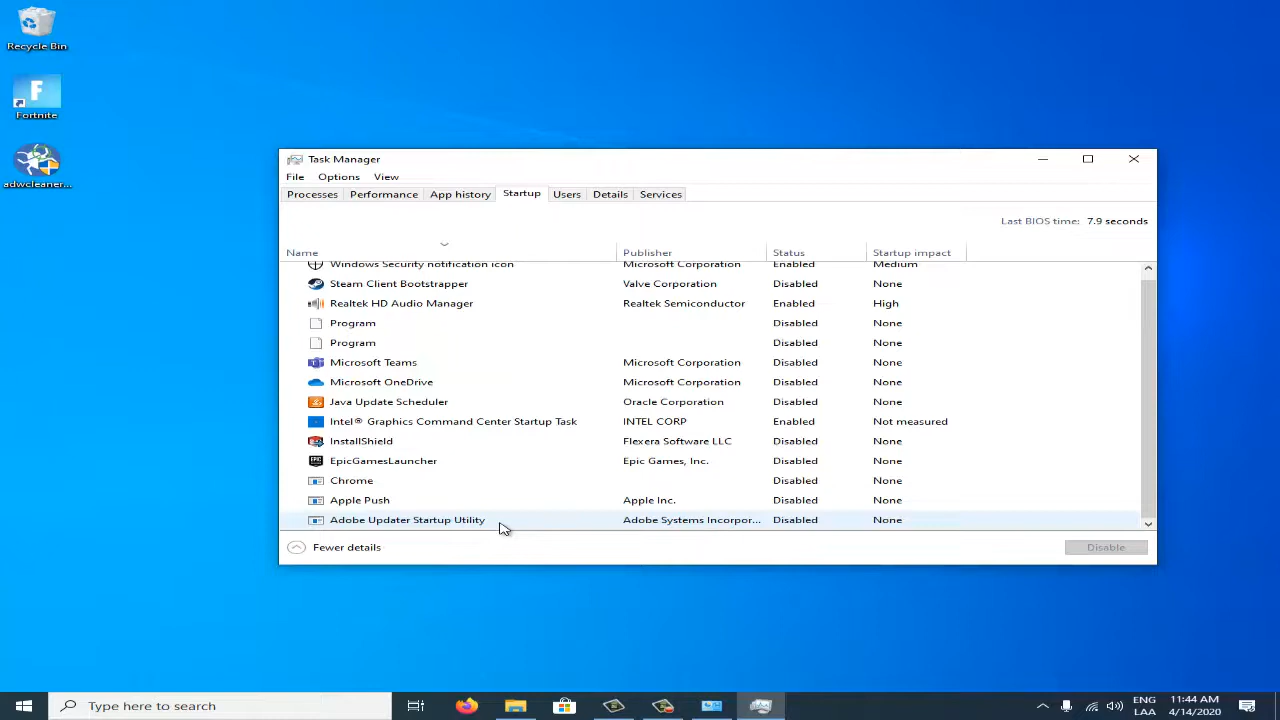 Recycle Bin
F
Fortnite
adwcleaner...
Task Manager
File Options View
Processes Performance App history Startup Users Details Services
Last BIOS time: 7.9 seconds
Name Publisher Status Startup impact
Windows Security notification icon Microsoft Corporation Enabled Medium
Steam Client Bootstrapper Valve Corporation Disabled None
Realtek HD Audio Manager Realtek Semiconductor Enabled High
Program Disabled None
Program Disabled None
Microsoft Teams Microsoft Corporation Disabled None
Microsoft OneDrive Microsoft Corporation Disabled None
Java Update Scheduler Oracle Corporation Disabled None
Intel® Graphics Command Center Startup Task INTEL CORP Enabled Not measured
InstallShield Flexera Software LLC Disabled None
EpicGamesLauncher Epic Games, Inc. Disabled None
Chrome Disabled None
Apple Push Apple Inc. Disabled None
Adobe Updater Startup Utility Adobe Systems Incorpor... Disabled None
Fewer details Disable
Type here to search
ENG 11:44 AM
LAA 4/14/2020